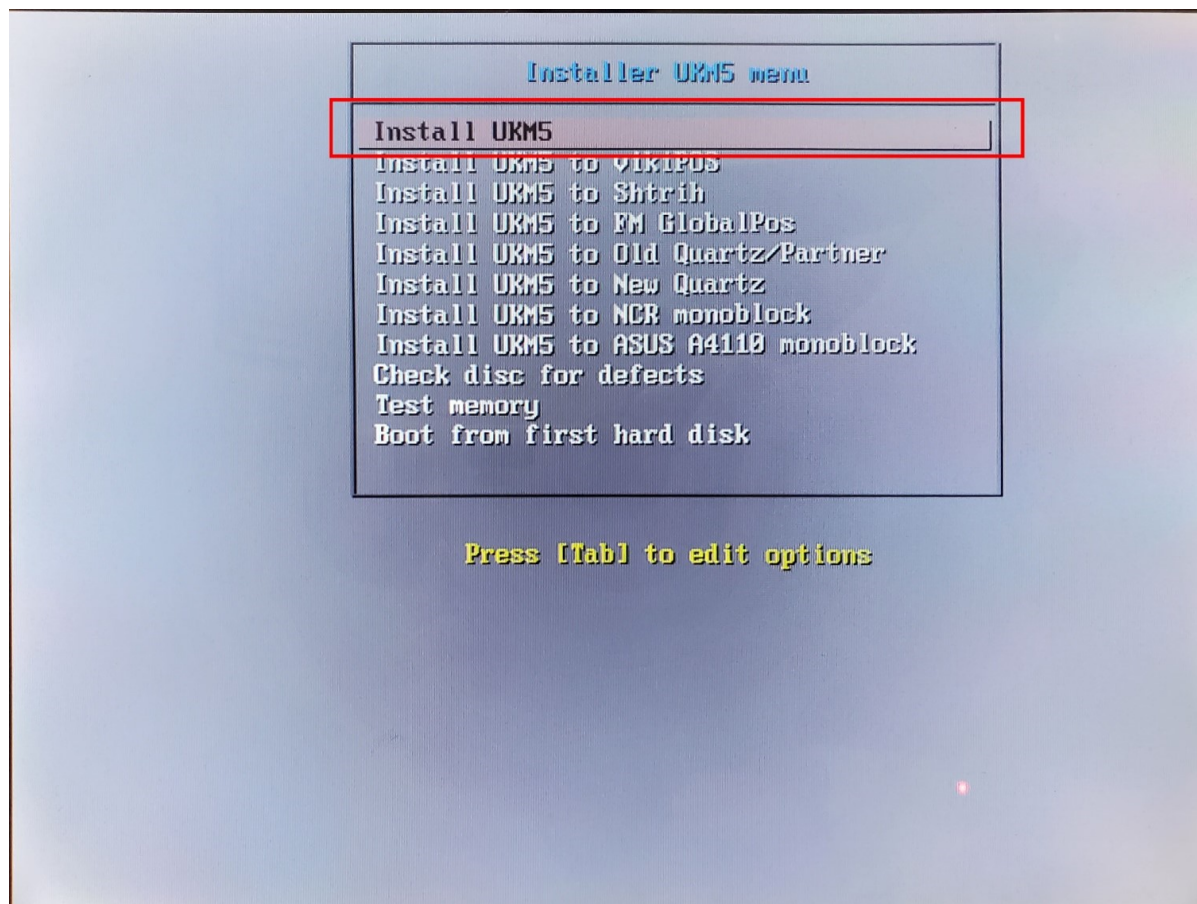 Installer UKM5 menu
Install UKM5
Install UKM5 to vikiPOS
Install UKM5 to Shtrih
Install UKM5 to FM GlobalPos
Install UKM5 to Old Quartz/Partner
Install UKM5 to New Quartz
Install UKM5 to NCR monoblock
Install UKM5 to ASUS A4110 monoblock
Check disc for defects
Test memory
Boot from first hard disk
Press [Tab] to edit options